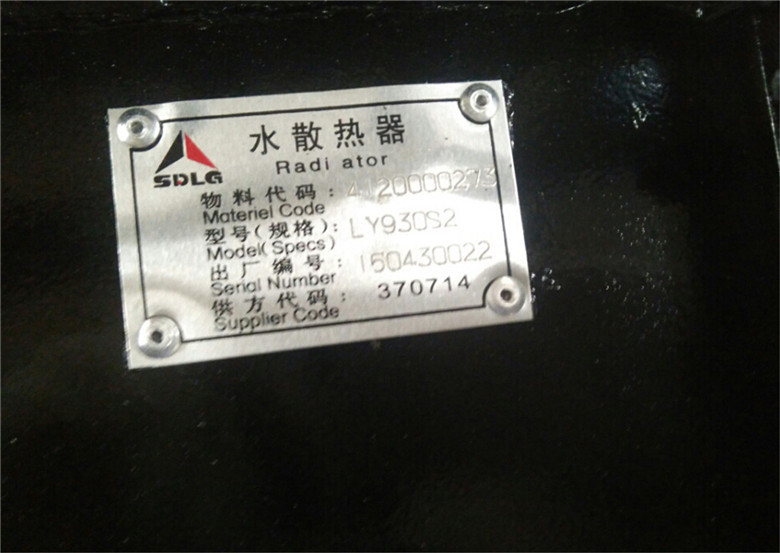 SDLG
水散热器
Radi ator
物料代码: 4120000273
Materiel Code
型号(规格): LY930S2
Model(Specs)
出厂编号: 150430022
Serial Number
供方代码: 370714
Supplier Code